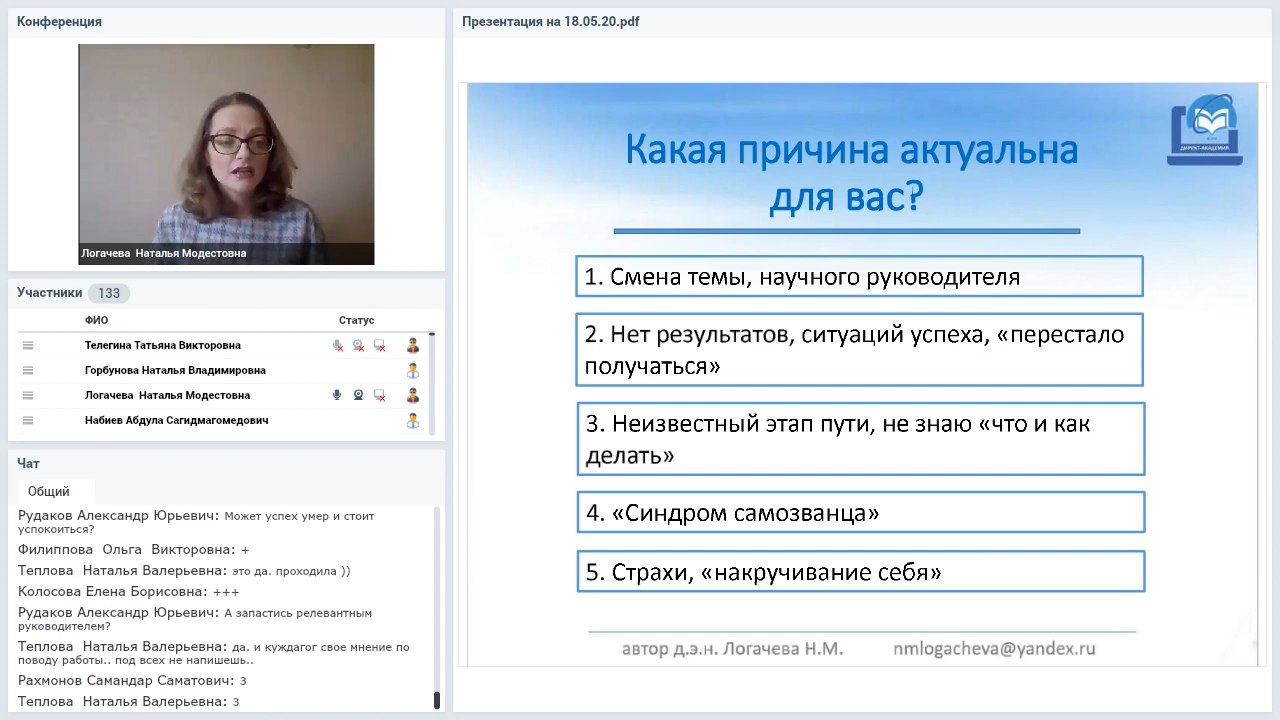 Конференция
Логачева  Наталья Модестовна
Участники 133
ФИО Статус
Телегина Татьяна Викторовна
Горбунова Наталья Владимировна
Логачева  Наталья Модестовна
Набиев Абдула Сагидмагомедович
Чат
Общий
Рудаков Александр Юрьевич: Может успех умер и стоит
успокоиться?
Филиппова  Ольга  Викторовна: +
Теплова  Наталья Валерьевна: это да. проходила ))
Колосова Елена Борисовна: +++
Рудаков Александр Юрьевич: А запастись релевантным
руководителем?
Теплова  Наталья Валерьевна: да. и куждагог свое мнение по
поводу работы.. под всех не напишешь..
Рахмонов Самандар Саматович: 3
Теплова  Наталья Валерьевна: 3
Презентация на 18.05.20.pdf
ДИРЕКТ-АКАДЕМИЯ
Какая причина актуальна
для вас?
1. Смена темы, научного руководителя
2. Нет результатов, ситуаций успеха, «перестало
получаться»
3. Неизвестный этап пути, не знаю «что и как
делать»
4. «Синдром самозванца»
5. Страхи, «накручивание себя»
автор д.э.н. Логачева Н.М. nmlogacheva@yandex.ru